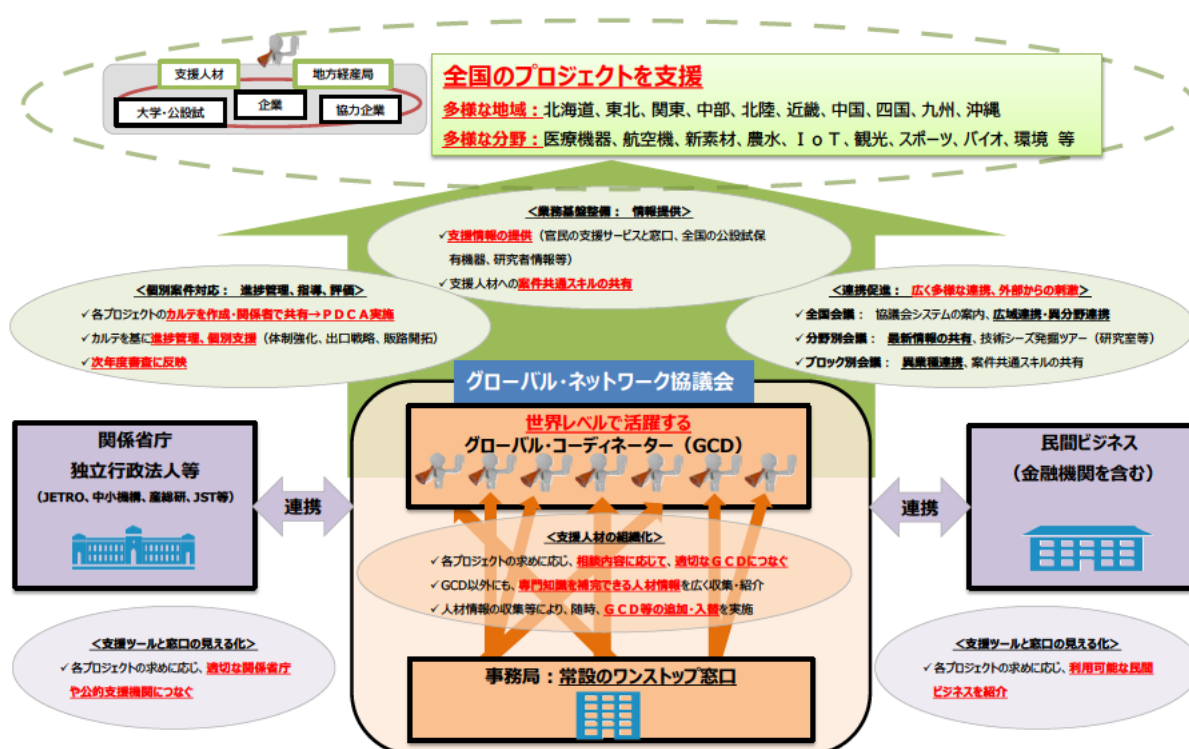 支援人材
地方経産局
大学・公設試
企業
協力企業
全国のプロジェクトを支援
多様な地域：北海道、東北、関東、中部、北陸、近畿、中国、四国、九州、沖縄
多様な分野：医療機器、航空機、新素材、農水、ＩｏＴ、観光、スポーツ、バイオ、環境 等
＜業務基盤整備： 情報提供＞
✓支援情報の提供（官民の支援サービスと窓口、全国の公設試保
有機器、研究者情報等）
✓支援人材への案件共通スキルの共有
＜個別案件対応： 進捗管理、指導、評価＞
✓各プロジェクトのカルテを作成・関係者で共有→ＰＤＣＡ実施
✓カルテを基に進捗管理、個別支援（体制強化、出口戦略、販路開拓）
✓次年度審査に反映
＜連携促進： 広く多様な連携、外部からの刺激＞
✓全国会議： 協議会システムの案内、広域連携・異分野連携
✓分野別会議： 最新情報の共有、技術シーズ発掘ツアー（研究室等）
✓ブロック別会議： 異業種連携、案件共通スキルの共有
グローバル・ネットワーク協議会
世界レベルで活躍する
グローバル・コーディネーター（GCD）
関係省庁
独立行政法人等
（JETRO、中小機構、産総研、JST等）
連携
連携
民間ビジネス
（金融機関を含む）
＜支援人材の組織化＞
✓各プロジェクトの求めに応じ、相談内容に応じて、適切なＧＣＤにつなぐ
✓GCD以外にも、専門知識を補完できる人材情報を広く収集・紹介
✓人材情報の収集等により、随時、ＧＣＤ等の追加・入替を実施
＜支援ツールと窓口の見える化＞
✓各プロジェクトの求めに応じ、適切な関係省庁
や公的支援機関につなぐ
事務局：常設のワンストップ窓口
＜支援ツールと窓口の見える化＞
✓各プロジェクトの求めに応じ、利用可能な民間
ビジネスを紹介